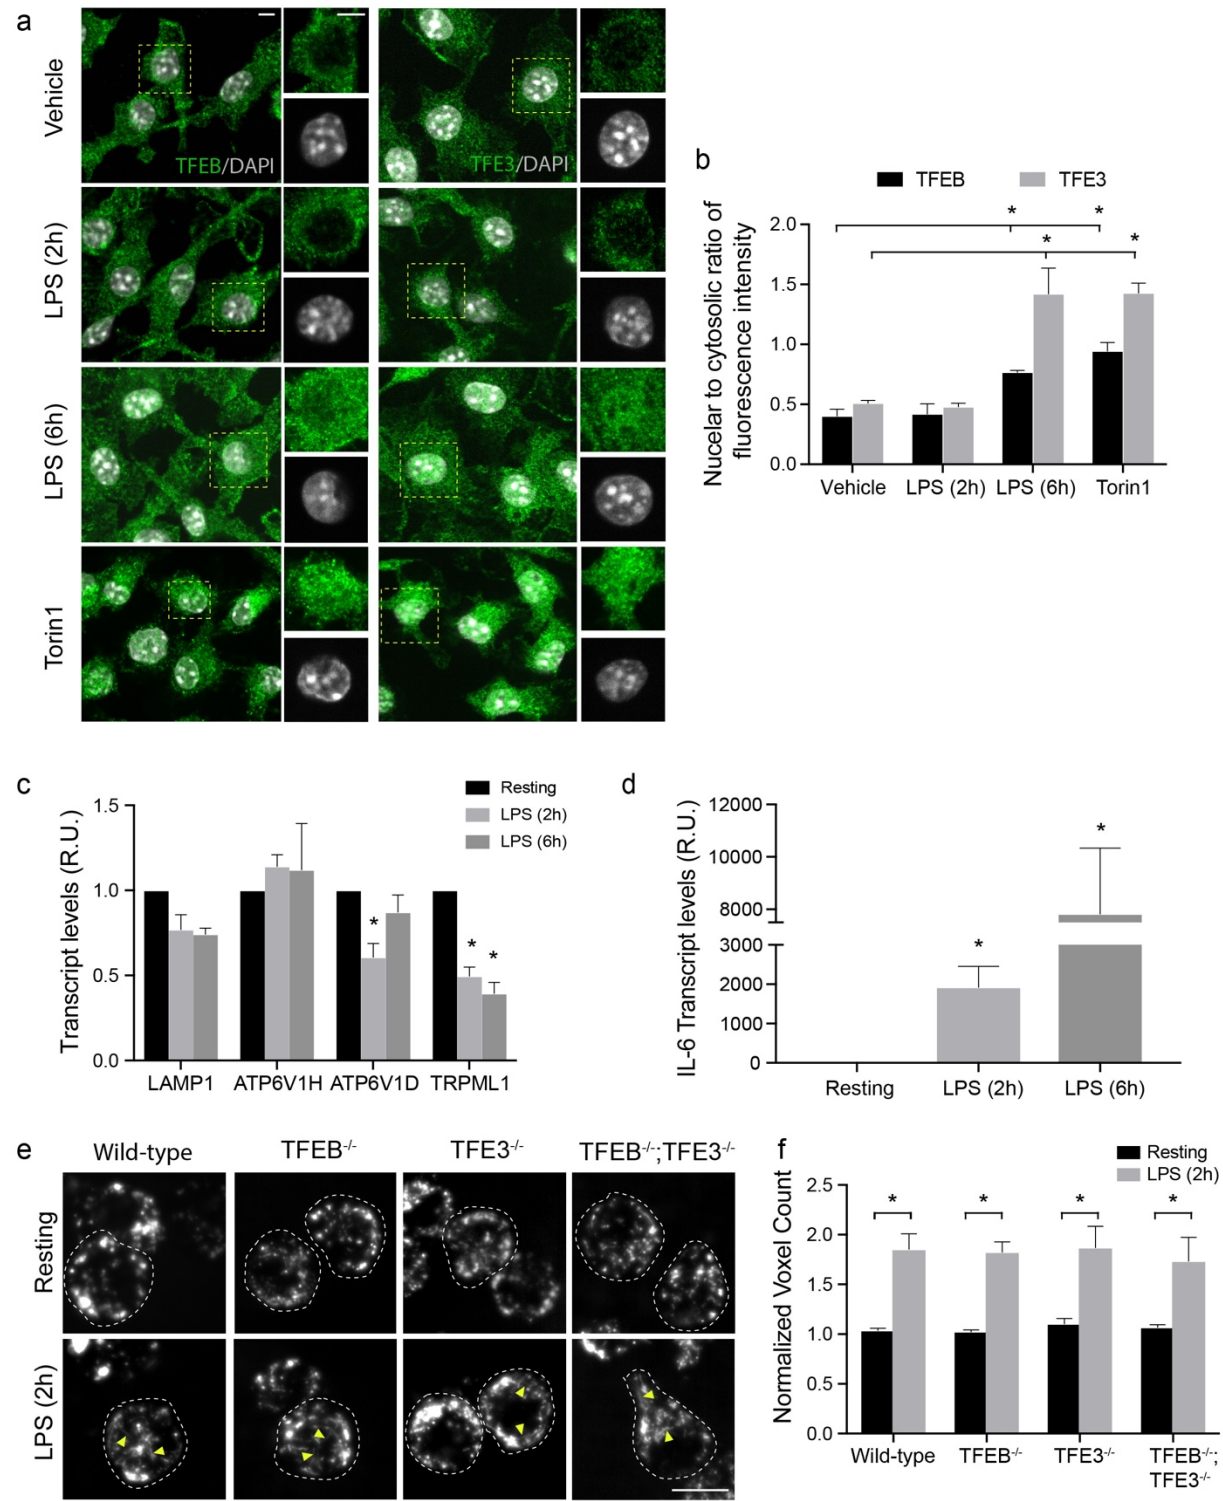 a
Vehicle
TFEB/DAPI
TFE3/DAPI
LPS (2h)
LPS (6h)
Torin1
b
TFEB
TFE3
Nucelar to cytosolic ratio of
fluorescence intensity
2.0
1.5
1.0
0.5
0.0
* *
* *
Vehicle LPS (2h) LPS (6h) Torin1
c
Resting
LPS (2h)
LPS (6h)
Transcript levels (R.U.)
1.5
1.0
0.5
0.0
*
* *
LAMP1 ATP6V1H ATP6V1D TRPML1
d
IL-6 Transcript levels (R.U.)
12000
10000
8000
3000
2000
1000
0
*
*
Resting LPS (2h) LPS (6h)
e
Wild-type TFEB-/- TFE3-/- TFEB-/-;TFE3-/-
Resting
LPS (2h)
f
Resting
LPS (2h)
Normalized Voxel Count
2.5
2.0
1.5
1.0
0.5
0.0
* * * *
Wild-type TFEB-/- TFE3-/- TFEB-/-;
TFE3-/-